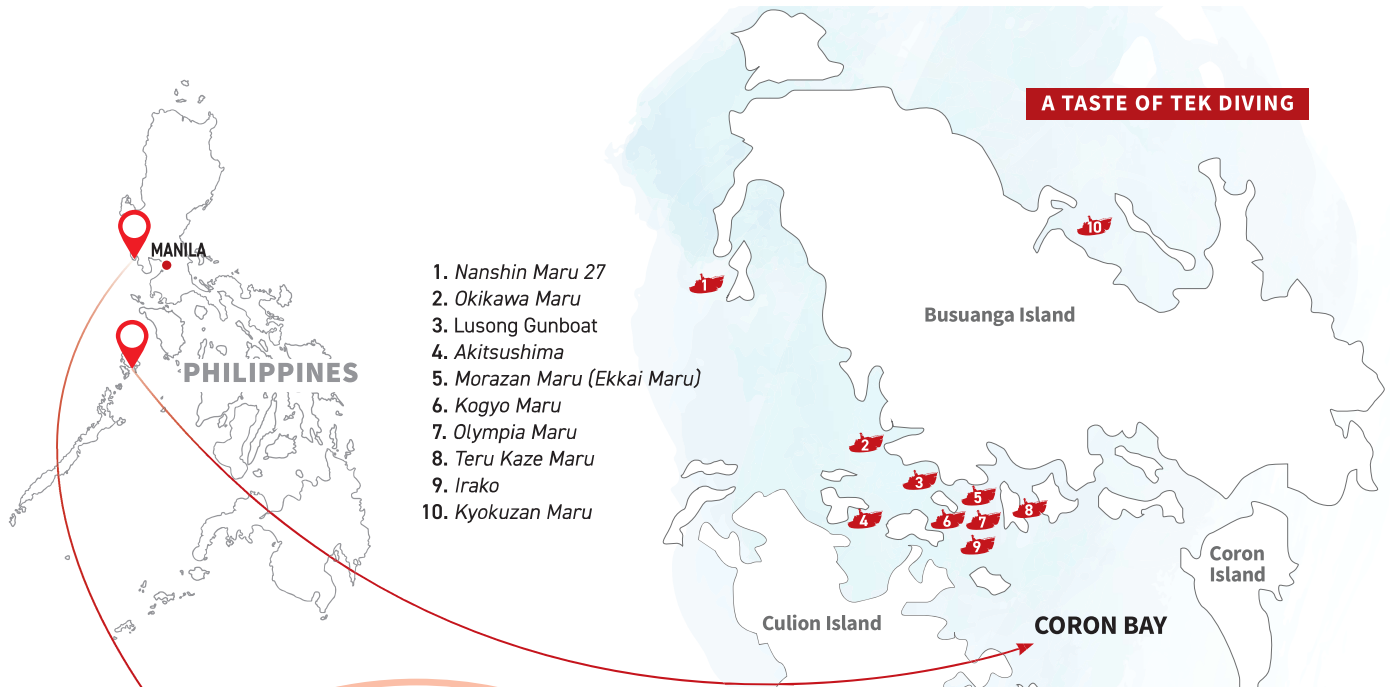 A TASTE OF TEK DIVING
MANILA
PHILIPPINES
1. Nanshin Maru 27
2. Okikawa Maru
3. Lusong Gunboat
4. Akitsushima
5. Morazan Maru (Ekkai Maru)
6. Kogyo Maru
7. Olympia Maru
8. Teru Kaze Maru
9. Irako
10. Kyokuzan Maru
10
1
Busuanga Island
2
3
5
8
4
6
7
9
Coron
Island
Culion Island
CORON BAY